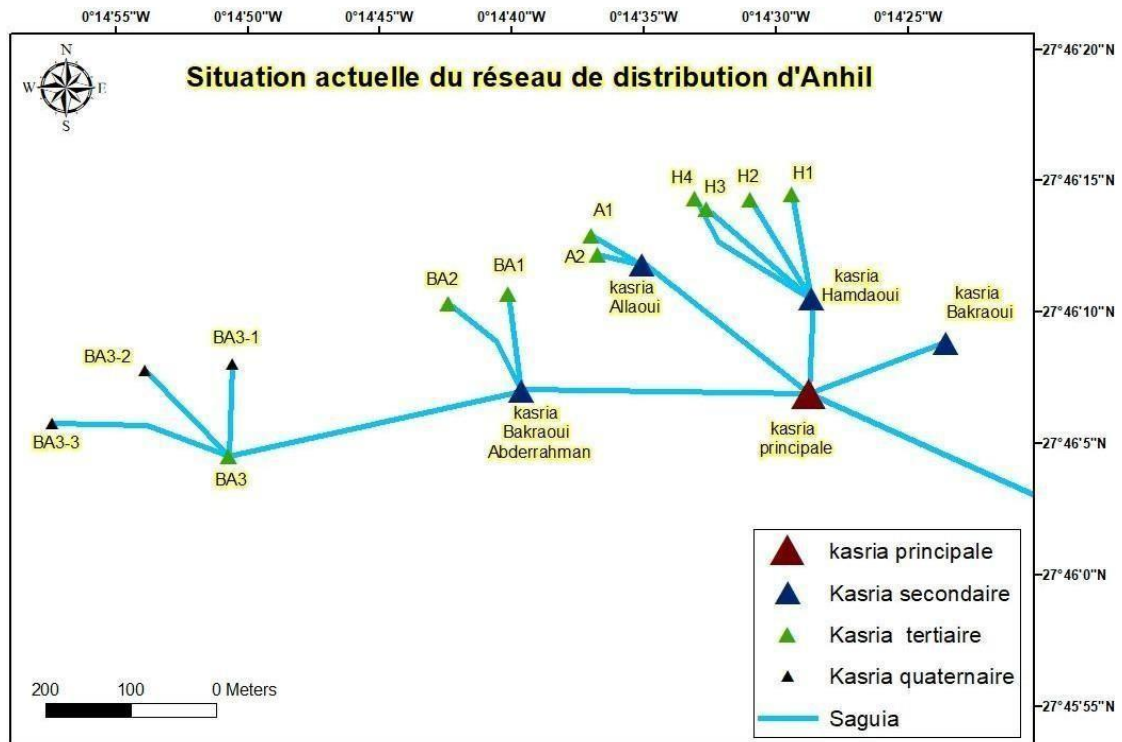 0°14'55"W 0°14'50"W 0°14'45"W 0°14'40"W 0°14'35"W 0°14'30"W 0°14'25"W
27°46'20"N
N
W E
S
Situation actuelle du réseau de distribution d'Anhil
27°46'15"N
H4 H3 H2 H1
A1
A2
kasria
Allaoui
kasria
Hamdaoui
kasria
Bakraoui
27°46'10"N
BA2 BA1
BA3-2 BA3-1
BA3-3
BA3
kasria
Bakraoui
Abderrahman
kasria
principale
27°46'5"N
kasria principale
Kasria secondaire
27°46'0"N
Kasria tertiaire
Kasria quaternaire
Saguia
200 100 0 Meters
27°45'55"N